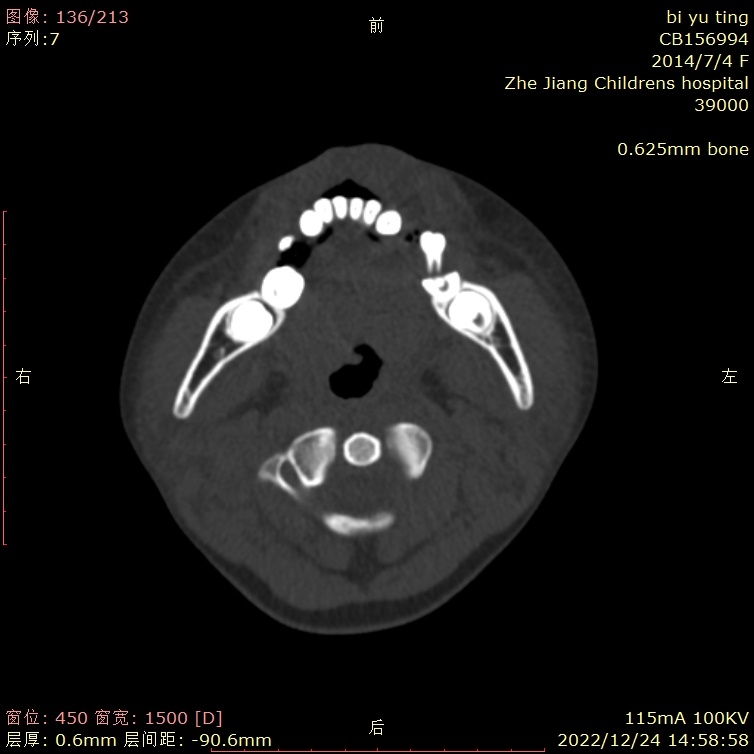 图像: 136/213
序列:7
前
bi yu ting
CB156994
2014/7/4 F
Zhe Jiang Childrens hospital
39000
0.625mm bone
右
左
窗位: 450 窗宽: 1500 [D]
层厚: 0.6mm 层间距: -90.6mm
后
115mA 100KV
2022/12/24 14:58:58